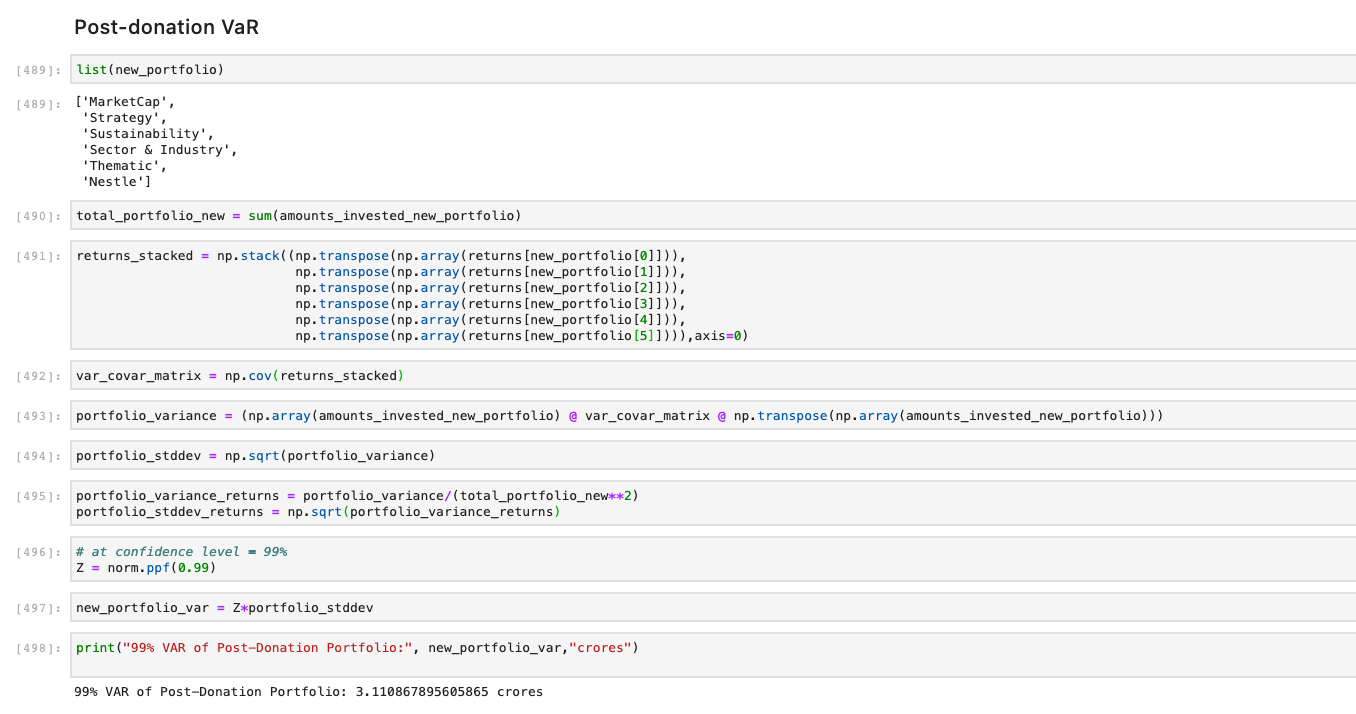 Post-donation VaR
[489]: list(new_portfolio)
[489]: ['MarketCap',
 'Strategy',
 'Sustainability',
 'Sector & Industry',
 'Thematic',
 'Nestle']
[490]: total_portfolio_new = sum(amounts_invested_new_portfolio)
[491]: returns_stacked = np.stack((np.transpose(np.array(returns[new_portfolio[0]])),
                            np.transpose(np.array(returns[new_portfolio[1]])),
                            np.transpose(np.array(returns[new_portfolio[2]])),
                            np.transpose(np.array(returns[new_portfolio[3]])),
                            np.transpose(np.array(returns[new_portfolio[4]])),
                            np.transpose(np.array(returns[new_portfolio[5]]))),axis=0)
[492]: var_covar_matrix = np.cov(returns_stacked)
[493]: portfolio_variance = (np.array(amounts_invested_new_portfolio) @ var_covar_matrix @ np.transpose(np.array(amounts_invested_new_portfolio)))
[494]: portfolio_stddev = np.sqrt(portfolio_variance)
[495]: portfolio_variance_returns = portfolio_variance/(total_portfolio_new**2)
portfolio_stddev_returns = np.sqrt(portfolio_variance_returns)
[496]: # at confidence level = 99%
Z = norm.ppf(0.99)
[497]: new_portfolio_var = Z*portfolio_stddev
[498]: print("99% VAR of Post-Donation Portfolio:", new_portfolio_var,"crores")
99% VAR of Post-Donation Portfolio: 3.110867895605865 crores